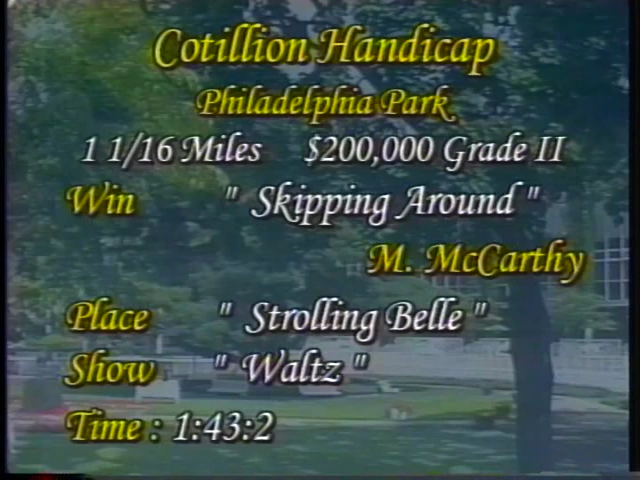 Cotillion Handicap
Philadelphia Park
1 1/16 Miles $200,000 Grade II
Win " Skipping Around "
M. McCarthy
Place " Strolling Belle "
Show " Waltz "
Time : 1:43:2